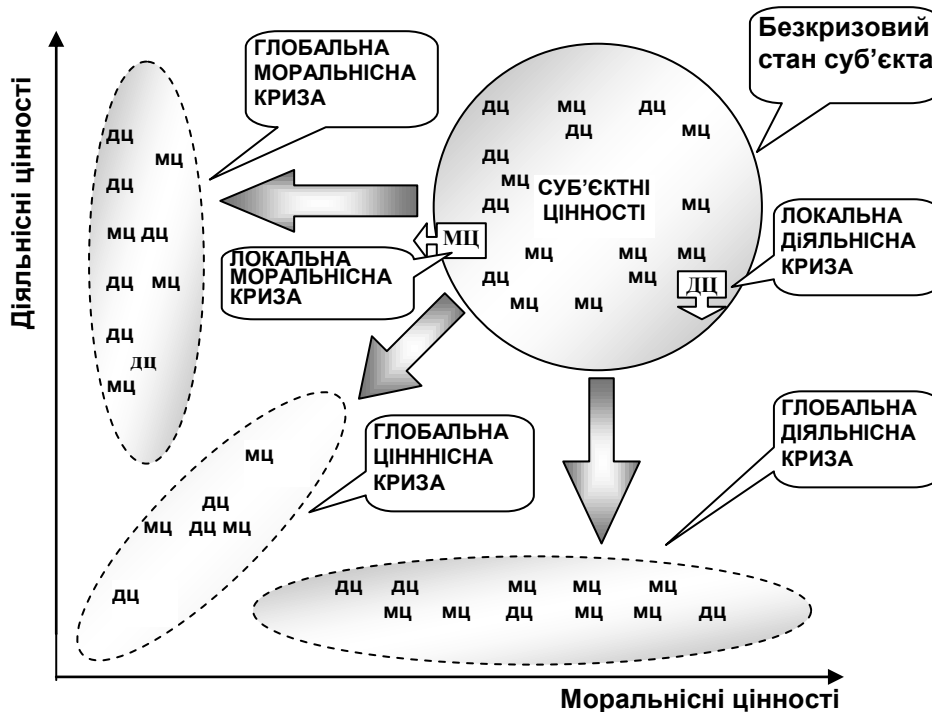 Діяльнісні цінності
ГЛОБАЛЬНА
МОРАЛЬНІСНА
КРИЗА
Безкризовий
стан суб’єкта
дц мц дц
дц мц
дц
мц
СУБ’ЄКТНІ
ЦІННОСТІ
дц мц
мц мц мц
дц мц
мц мц
МЦ
ДЦ
ЛОКАЛЬНА
МОРАЛЬНІСНА
КРИЗА
ЛОКАЛЬНА
ДіЯЛЬНІСНА
КРИЗА
дц
мц
дц
мц дц
дц мц
дц
дц
мц
ГЛОБАЛЬНА
ЦІНННІСНА
КРИЗА
мц
дц
мц дц мц
дц
ГЛОБАЛЬНА
ДІЯЛЬНІСНА
КРИЗА
дц дц мц мц мц
мц мц дц мц мц дц
Моральнісні цінності